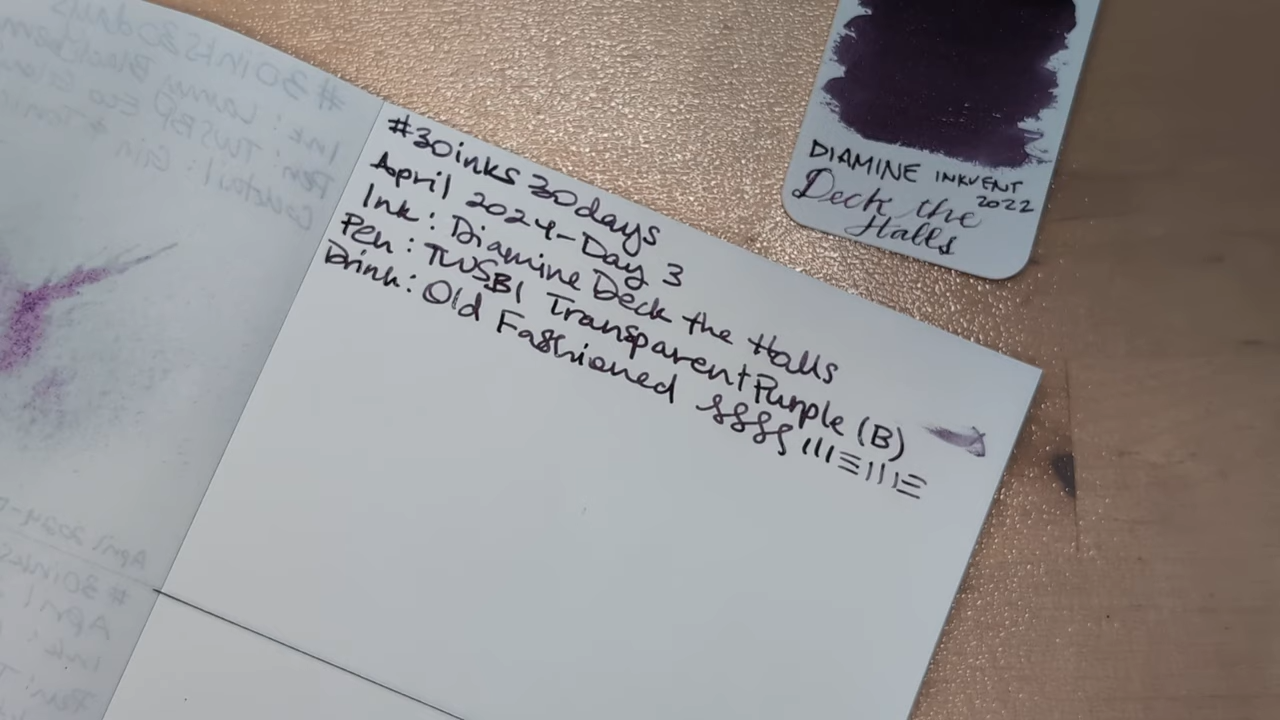 #30inks30days
April 2024-Day 3
Ink: Diamine Deck the Halls
Pen: TWSBI Transparent Purple (B)
Drink: Old Fashioned
DIAMINE INKVENT
2022
Deck the
Halls